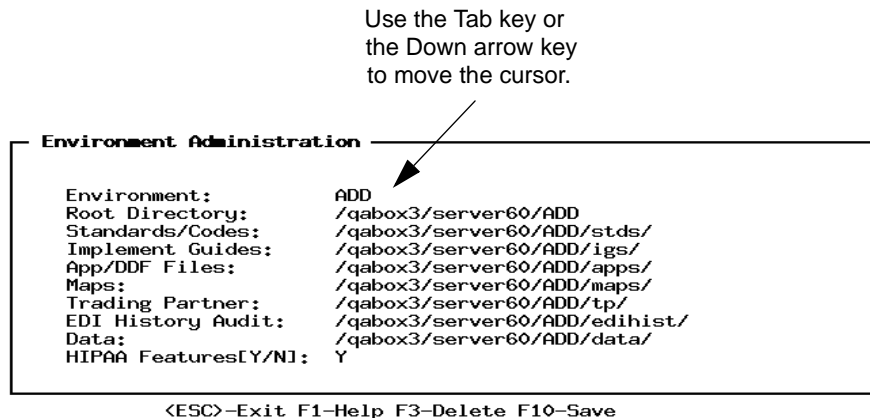 Use the Tab key or
the Down arrow key
to move the cursor.
Environment Administration
Environment: ADD
Root Directory: /qabox3/server60/ADD
Standards/Codes: /qabox3/server60/ADD/stds/
Implement Guides: /qabox3/server60/ADD/igs/
App/DDF Files: /qabox3/server60/ADD/apps/
Maps: /qabox3/server60/ADD/maps/
Trading Partner: /qabox3/server60/ADD/tp/
EDI History Audit: /qabox3/server60/ADD/edihist/
Data: /qabox3/server60/ADD/data/
HIPAA Features[Y/N]: Y
<ESC>-Exit F1-Help F3-Delete F10-Save